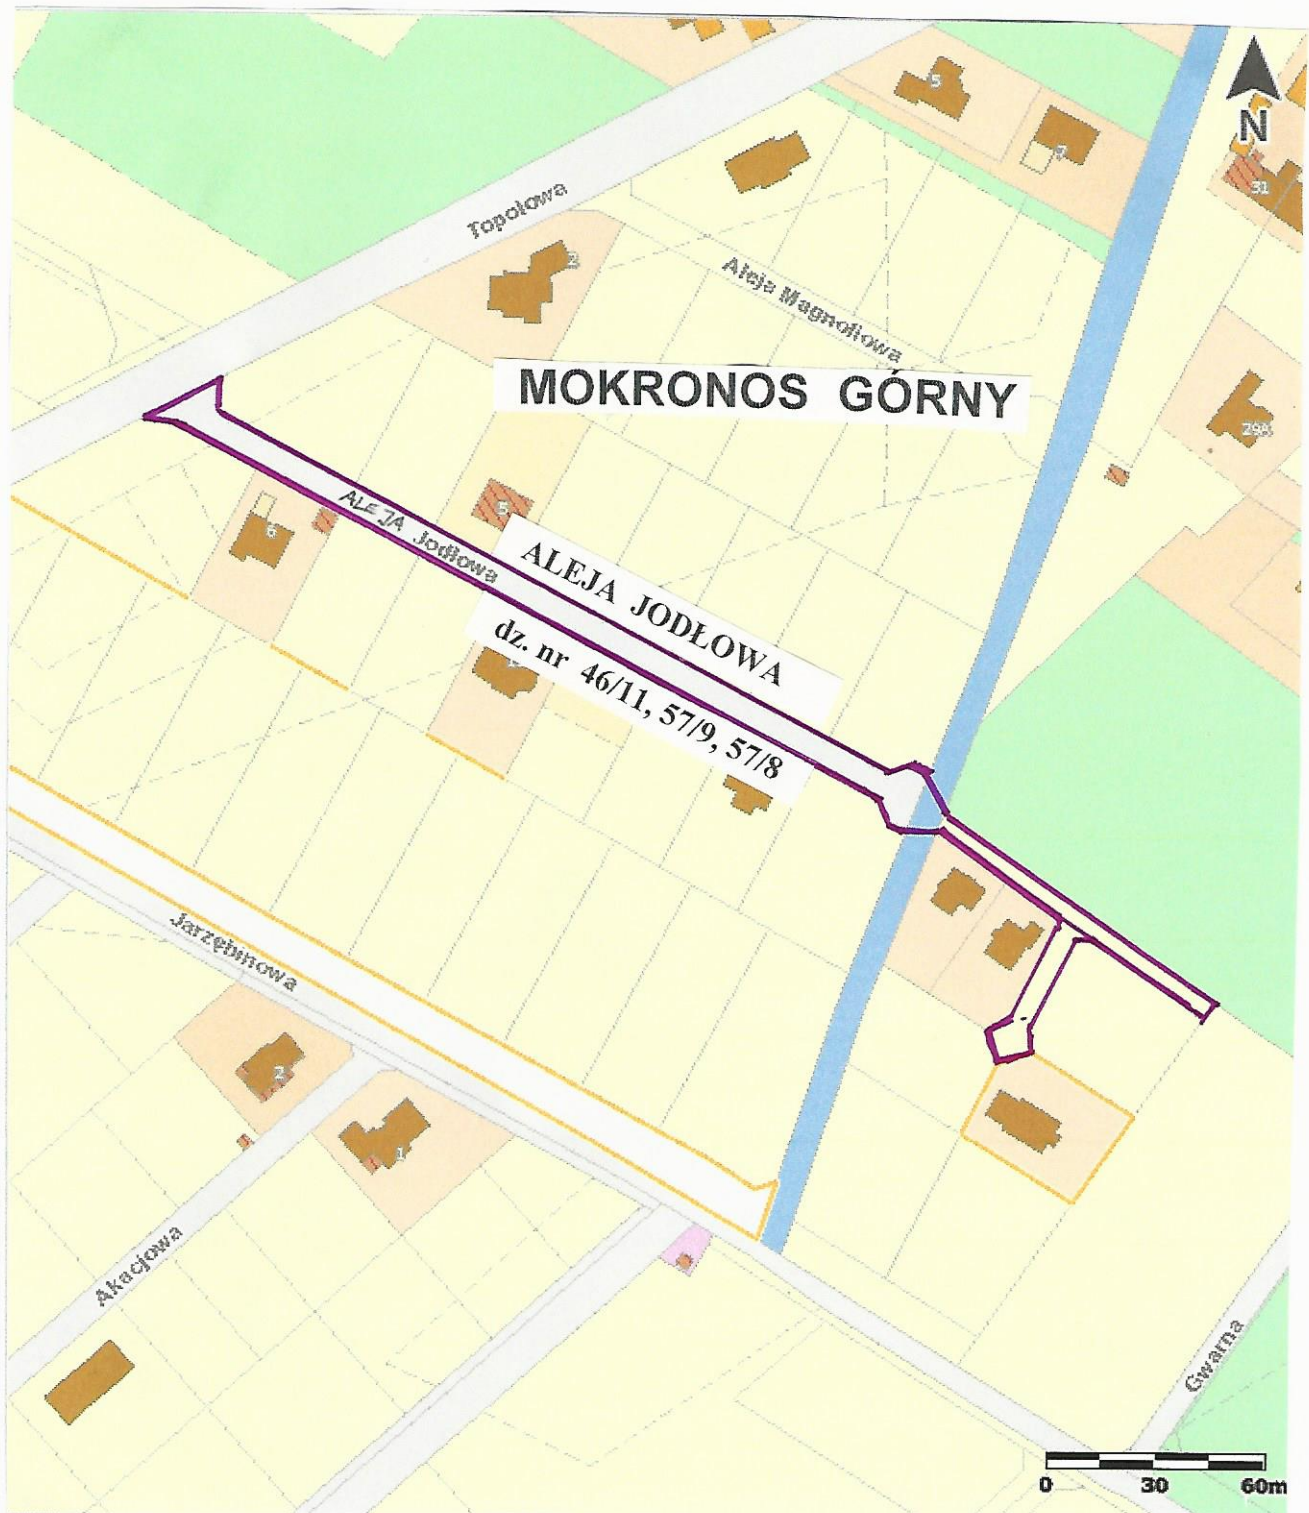 5
N
31
Topolowa
2
Aleja Magnoliowa
MOKRONOS GÓRNY
29A
ALEJA Jodłowa
5
6
ALEJA JODŁOWA
dz. nr 46/11, 57/9, 57/8
Jarzębinowa
2
1
Akacjowa
Gwarna
0 30 60m